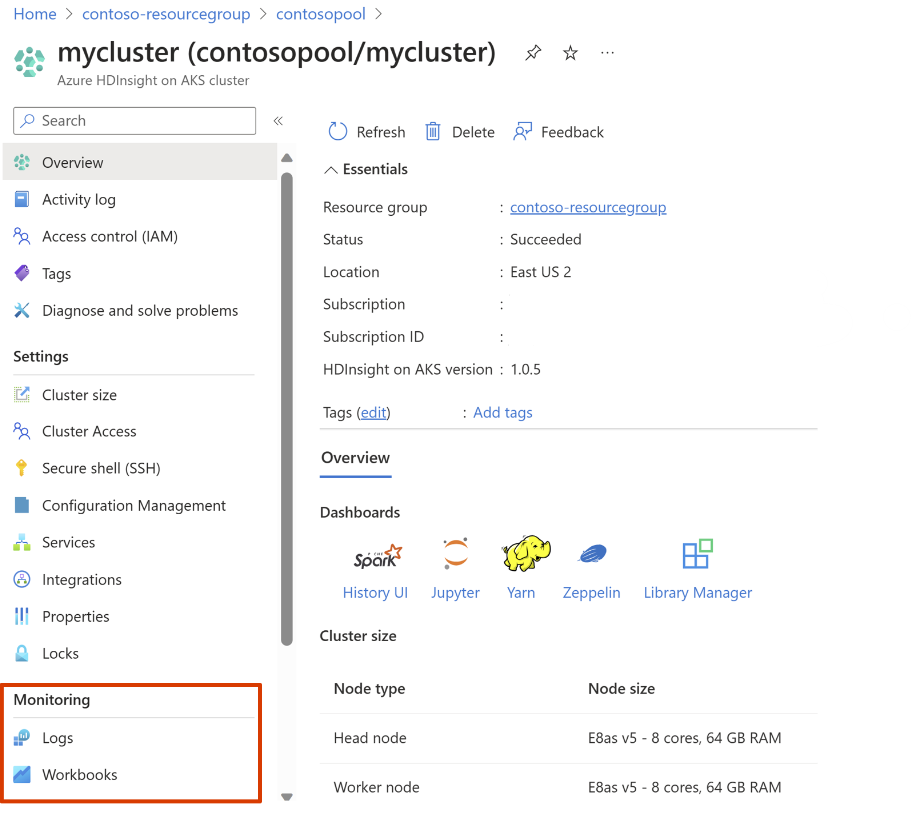 Home > contoso-resourcegroup > contosopool >
mycluster (contosopool/mycluster) ...
Azure HDInsight on AKS cluster
Search «
Overview
Activity log
Access control (IAM)
Tags
Diagnose and solve problems
Settings
Cluster size
Cluster Access
Secure shell (SSH)
Configuration Management
Services
Integrations
Properties
Locks
Monitoring
Logs
Workbooks
Refresh Delete Feedback
Essentials
Resource group : contoso-resourcegroup
Status : Succeeded
Location : East US 2
Subscription :
Subscription ID :
HDInsight on AKS version : 1.0.5
Tags (edit) : Add tags
Overview
Dashboards
APACHE Spark
History UI Jupyter Yarn Zeppelin Library Manager
Cluster size
Node type Node size
Head node E8as v5 - 8 cores, 64 GB RAM
Worker node E8as v5 - 8 cores, 64 GB RAM